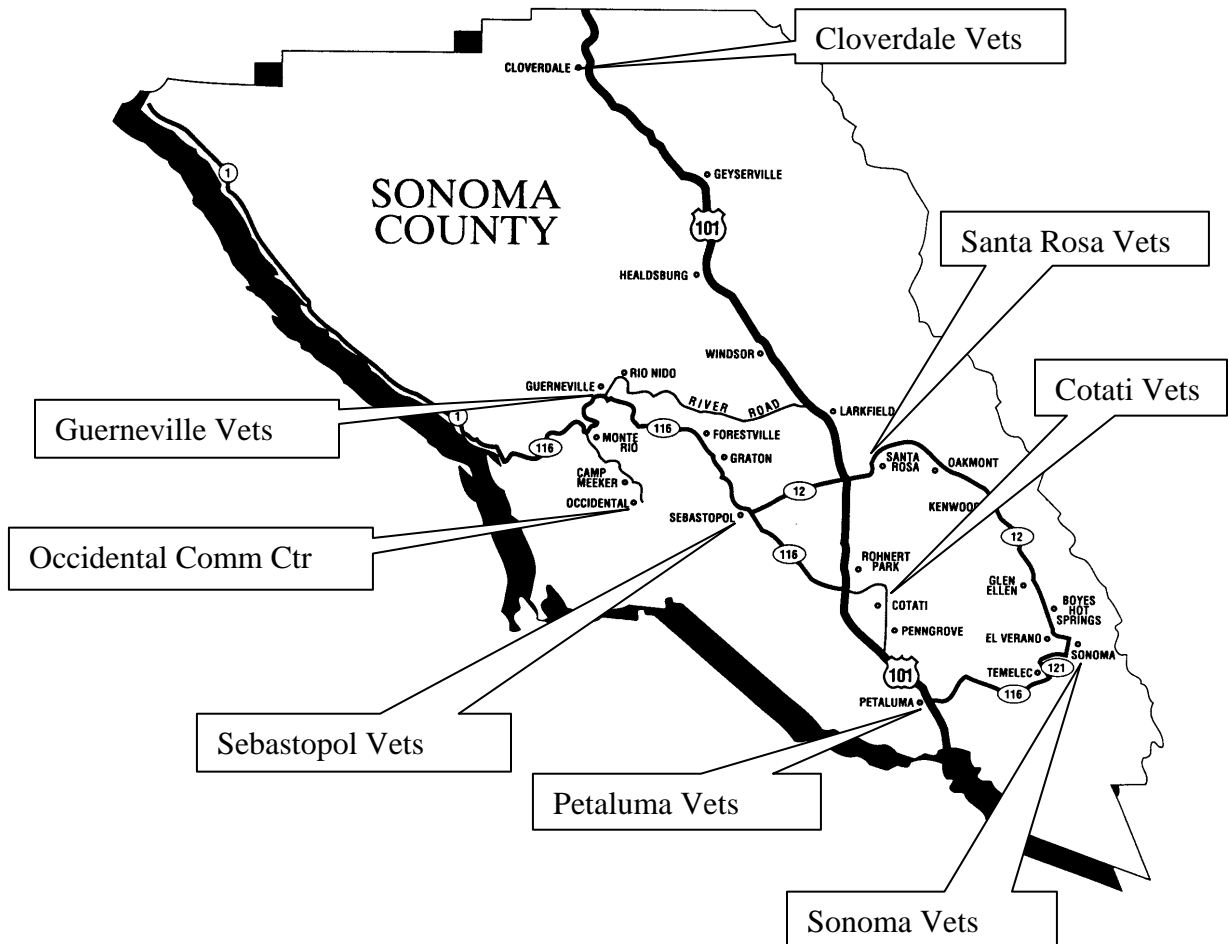 Cloverdale Vets
CLOVERDALE
1
GEYSERVILLE
SONOMA
COUNTY
101
Santa Rosa Vets
HEALDSBURG
WINDSOR
Cotati Vets
RIO NIDO
GUERNEVILLE
RIVER ROAD
LARKFIELD
Guerneville Vets
1
116
MONTE
RIO
116
FORESTVILLE
GRATON
SANTA
ROSA
OAKMONT
CAMP
MEEKER
OCCIDENTAL
12
KENWOOD
SEBASTOPOL
12
Occidental Comm Ctr
116
ROHNERT
PARK
GLEN
ELLEN
BOYES
HOT
SPRINGS
COTATI
PENNGROVE
EL VERANO
SONOMA
101
TEMELEC
121
116
PETALUMA
Sebastopol Vets
Petaluma Vets
Sonoma Vets